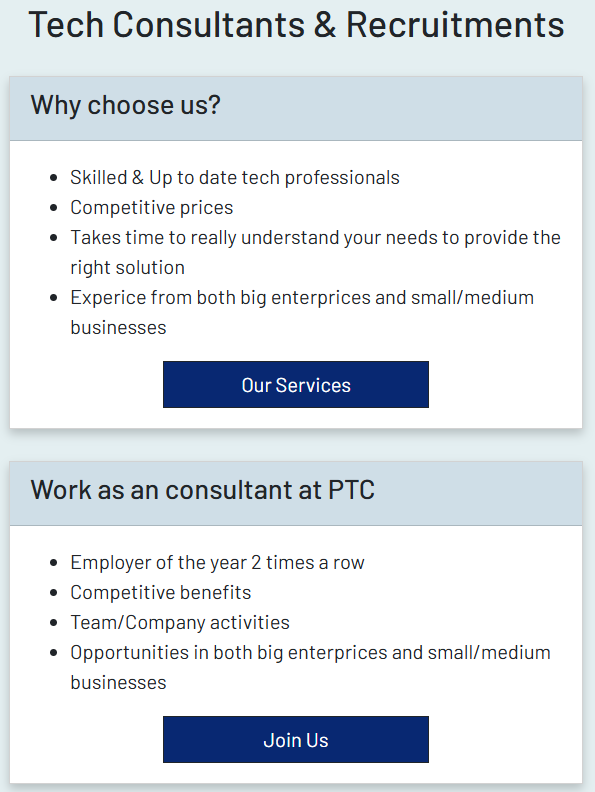 Tech Consultants & Recruitments
Why choose us?
Skilled & Up to date tech professionals
Competitive prices
Takes time to really understand your needs to provide the
right solution
Experice from both big enterprices and small/medium
businesses
Our Services
Work as an consultant at PTC
Employer of the year 2 times a row
Competitive benefits
Team/Company activities
Opportunities in both big enterprices and small/medium
businesses
Join Us